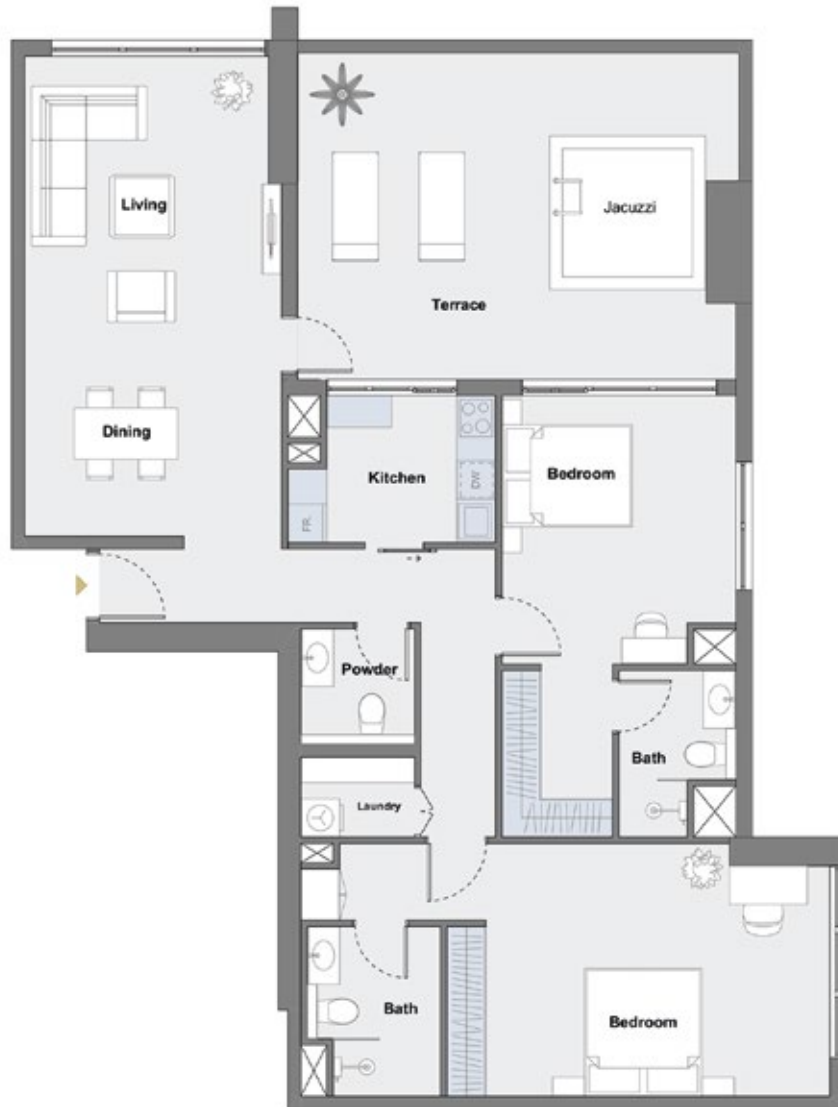 Living
Jacuzzi
Terrace
Dining
Kitchen
DW
FR.
Bedroom
Powder
Bath
Laundry
Bath
Bedroom